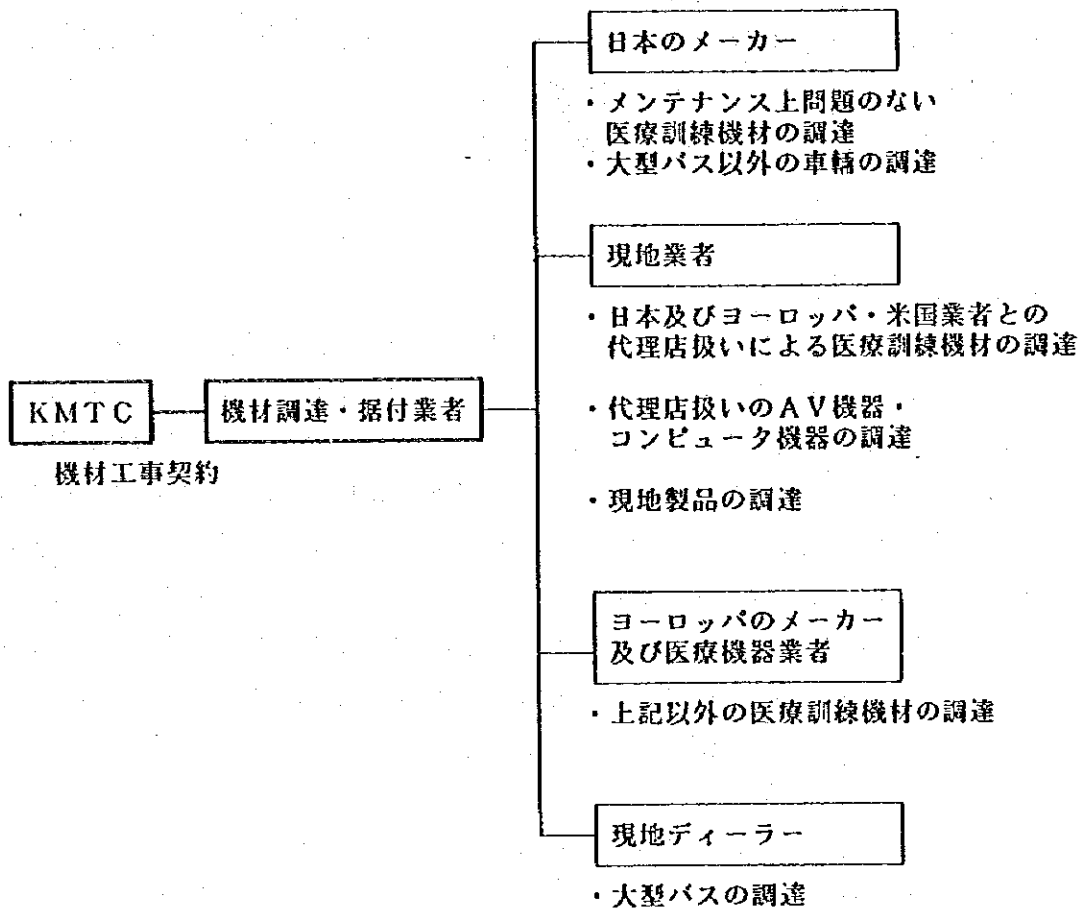 日本のメーカー
・メンテナンス上問題のない
医療訓練機材の調達
・大型バス以外の車輌の調達
現地業者
・日本及びヨーロッパ・米国業者との
代理店扱いによる医療訓練機材の調達
・代理店扱いのAV機器・
コンピュータ機器の調達
・現地製品の調達
KMTC
機材調達・据付業者
機材工事契約
ヨーロッパのメーカー
及び医療機器業者
・上記以外の医療訓練機材の調達
現地ディーラー
・大型バスの調達